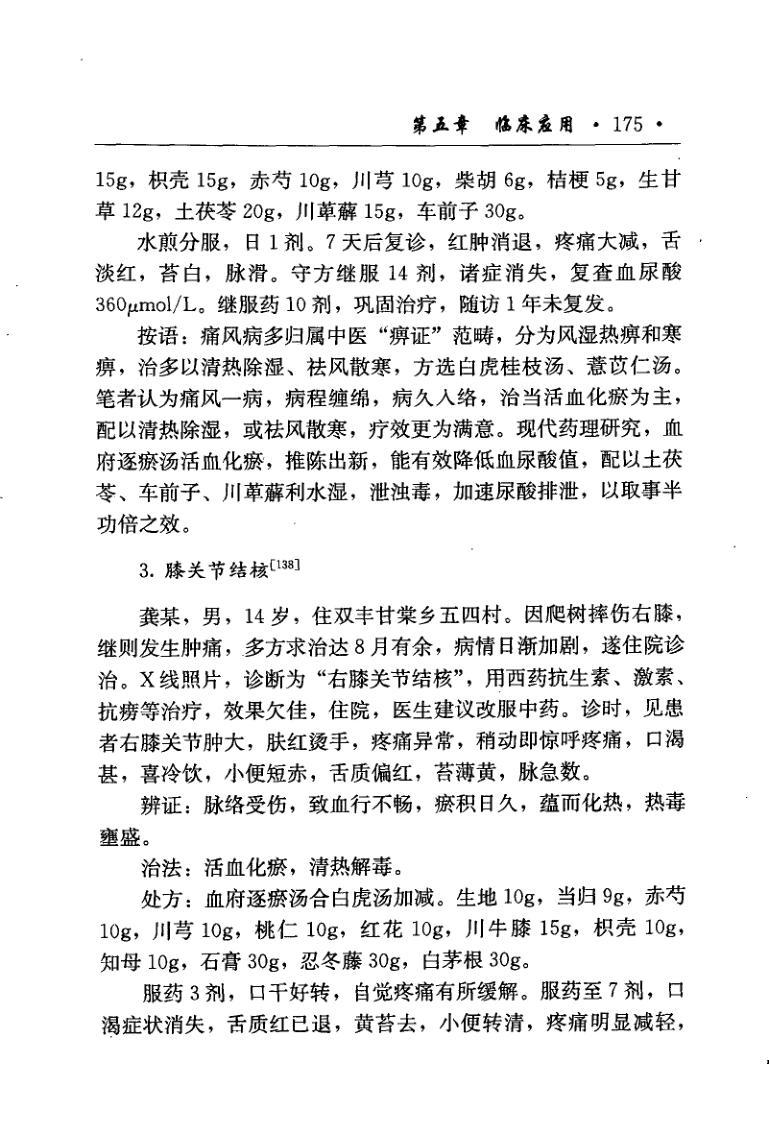 第五章 临床应用 · 175 ·
15g，枳壳 15g，赤芍 10g，川芎 10g，柴胡 6g，桔梗 5g，生甘
草 12g，土茯苓 20g，川萆薢 15g，车前子 30g。
水煎分服，日 1 剂。7 天后复诊，红肿消退，疼痛大减，舌
淡红，苔白，脉滑。守方继服 14 剂，诸症消失，复查血尿酸
360μmol/L。继服药 10 剂，巩固治疗，随访 1 年未复发。
按语：痛风病多归属中医“痹证”范畴，分为风湿热痹和寒
痹，治多以清热除湿、祛风散寒，方选白虎桂枝汤、薏苡仁汤。
笔者认为痛风一病，病程缠绵，病久入络，治当活血化瘀为主，
配以清热除湿，或祛风散寒，疗效更为满意。现代药理研究，血
府逐瘀汤活血化瘀，推陈出新，能有效降低血尿酸值，配以土茯
苓、车前子、川萆薢利水湿，泄浊毒，加速尿酸排泄，以取事半
功倍之效。
3. 膝关节结核[138]
龚某，男，14 岁，住双丰甘棠乡五四村。因爬树摔伤右膝，
继则发生肿痛，多方求治达 8 月有余，病情日渐加剧，遂住院诊
治。X 线照片，诊断为“右膝关节结核”，用西药抗生素、激素、
抗痨等治疗，效果欠佳，住院，医生建议改服中药。诊时，见患
者右膝关节肿大，肤红烫手，疼痛异常，稍动即惊呼疼痛，口渴
甚，喜冷饮，小便短赤，舌质偏红，苔薄黄，脉急数。
辨证：脉络受伤，致血行不畅，瘀积日久，蕴而化热，热毒
壅盛。
治法：活血化瘀，清热解毒。
处方：血府逐瘀汤合白虎汤加减。生地 10g，当归 9g，赤芍
10g，川芎 10g，桃仁 10g，红花 10g，川牛膝 15g，枳壳 10g，
知母 10g，石膏 30g，忍冬藤 30g，白茅根 30g。
服药 3 剂，口干好转，自觉疼痛有所缓解。服药至 7 剂，口
渴症状消失，舌质红已退，黄苔去，小便转清，疼痛明显减轻，